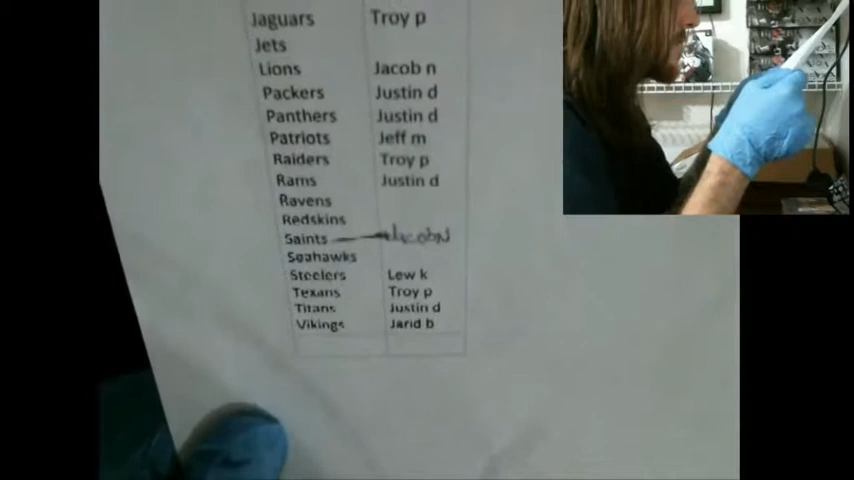 Jaguars Troy p
Jets
Lions Jacob n
Packers Justin d
Panthers Justin d
Patriots Jeff m
Raiders Troy p
Rams Justin d
Ravens
Redskins
Saints JacobN
Seahawks
Steelers Lew k
Texans Troy p
Titans Justin d
Vikings Jarid b